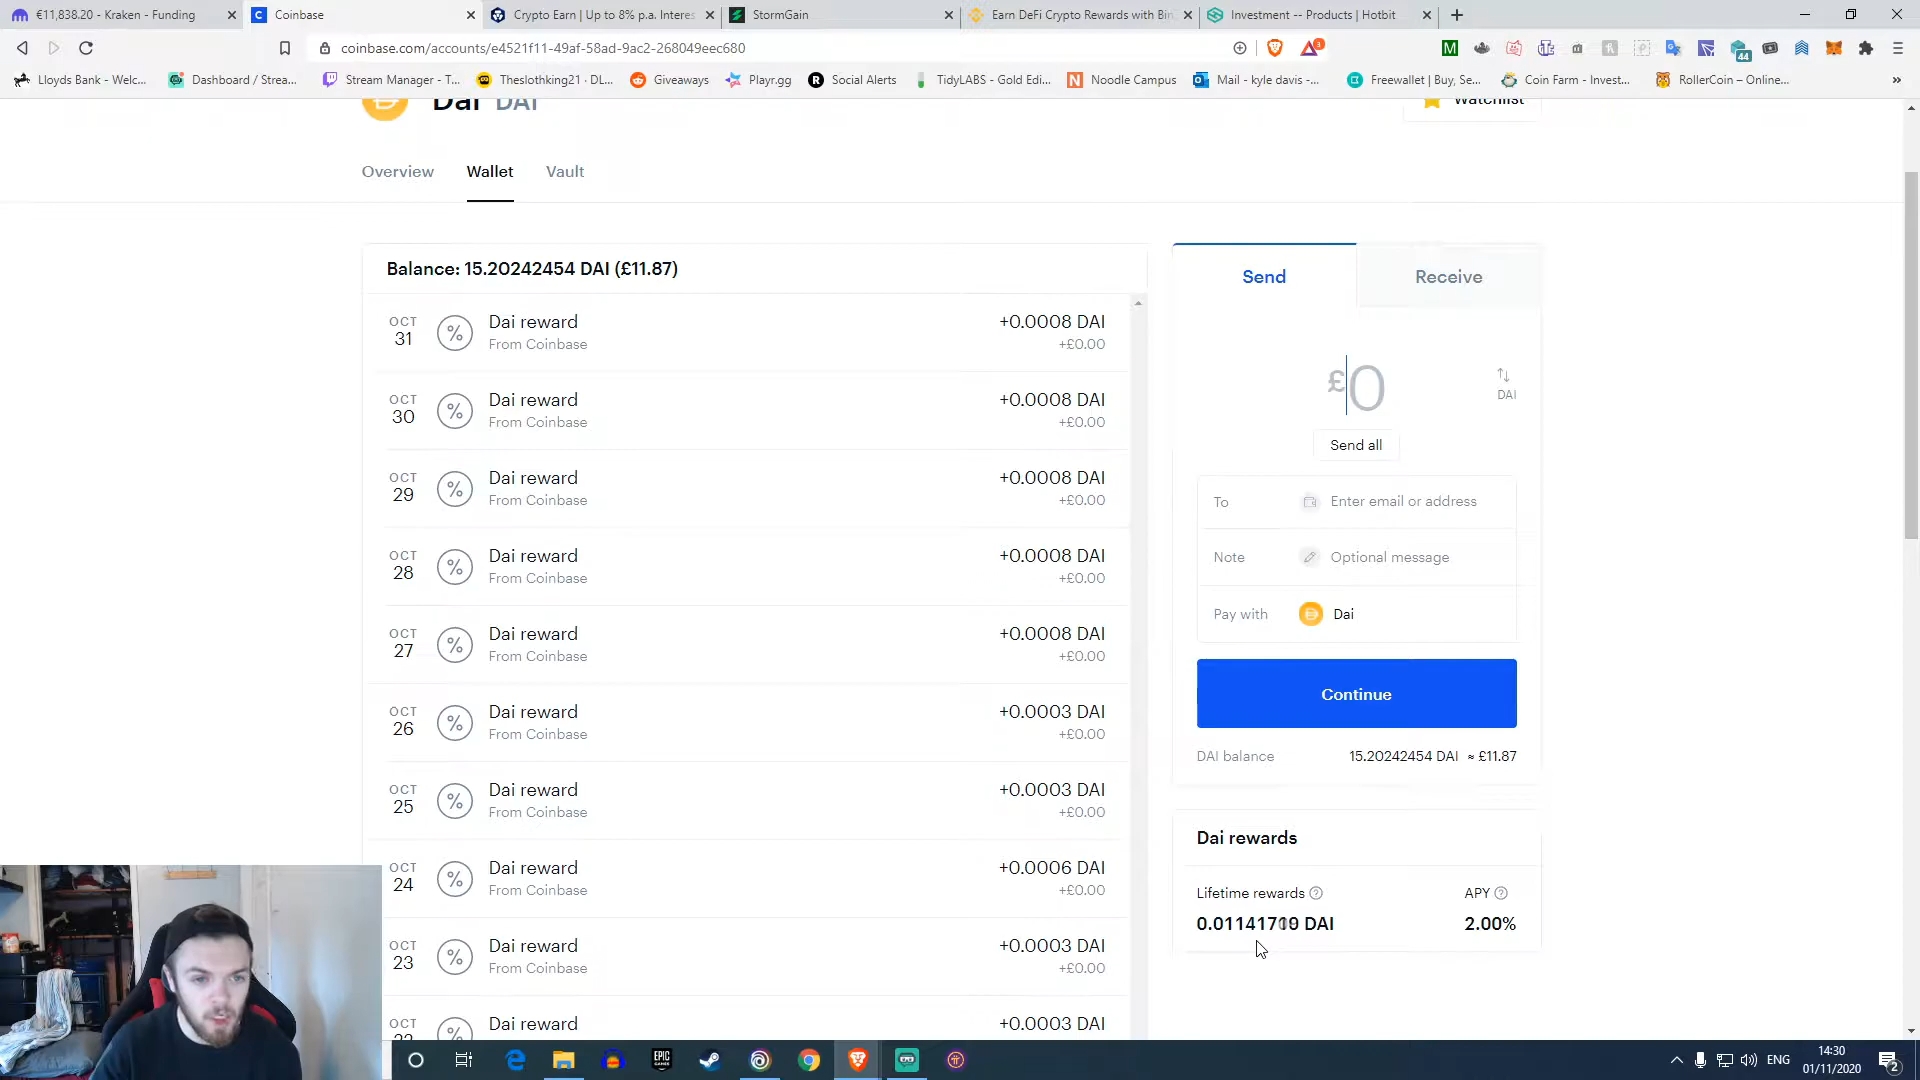 €11,838.20 - Kraken - Funding
Coinbase
Crypto Earn | Up to 8% p.a. Interes
StormGain
Earn DeFi Crypto Rewards with Bin
Investment -- Products | Hotbit
coinbase.com/accounts/e4521f11-49af-58ad-9ac2-268049eec680
Lloyds Bank - Welc...
Dashboard / Strea...
Stream Manager - T...
Theslothking21 · DL...
Giveaways
Playr.gg
Social Alerts
TidyLABS - Gold Edi...
Noodle Campus
Mail - kyle davis -...
Freewallet | Buy, Se...
Coin Farm - Invest...
RollerCoin – Online...
Dai DAI
Watchlist
Overview Wallet Vault
Balance: 15.20242454 DAI (£11.87)
OCT 31 Dai reward +0.0008 DAI
From Coinbase +£0.00
OCT 30 Dai reward +0.0008 DAI
From Coinbase +£0.00
OCT 29 Dai reward +0.0008 DAI
From Coinbase +£0.00
OCT 28 Dai reward +0.0008 DAI
From Coinbase +£0.00
OCT 27 Dai reward +0.0008 DAI
From Coinbase +£0.00
OCT 26 Dai reward +0.0003 DAI
From Coinbase +£0.00
OCT 25 Dai reward +0.0003 DAI
From Coinbase +£0.00
OCT 24 Dai reward +0.0006 DAI
From Coinbase +£0.00
OCT 23 Dai reward +0.0003 DAI
From Coinbase +£0.00
OCT 22 Dai reward +0.0003 DAI
Send Receive
£0
DAI
Send all
To Enter email or address
Note Optional message
Pay with Dai
Continue
DAI balance 15.20242454 DAI ≈ £11.87
Dai rewards
Lifetime rewards APY
DAI 2.00%
ENG
14:30
01/11/2020